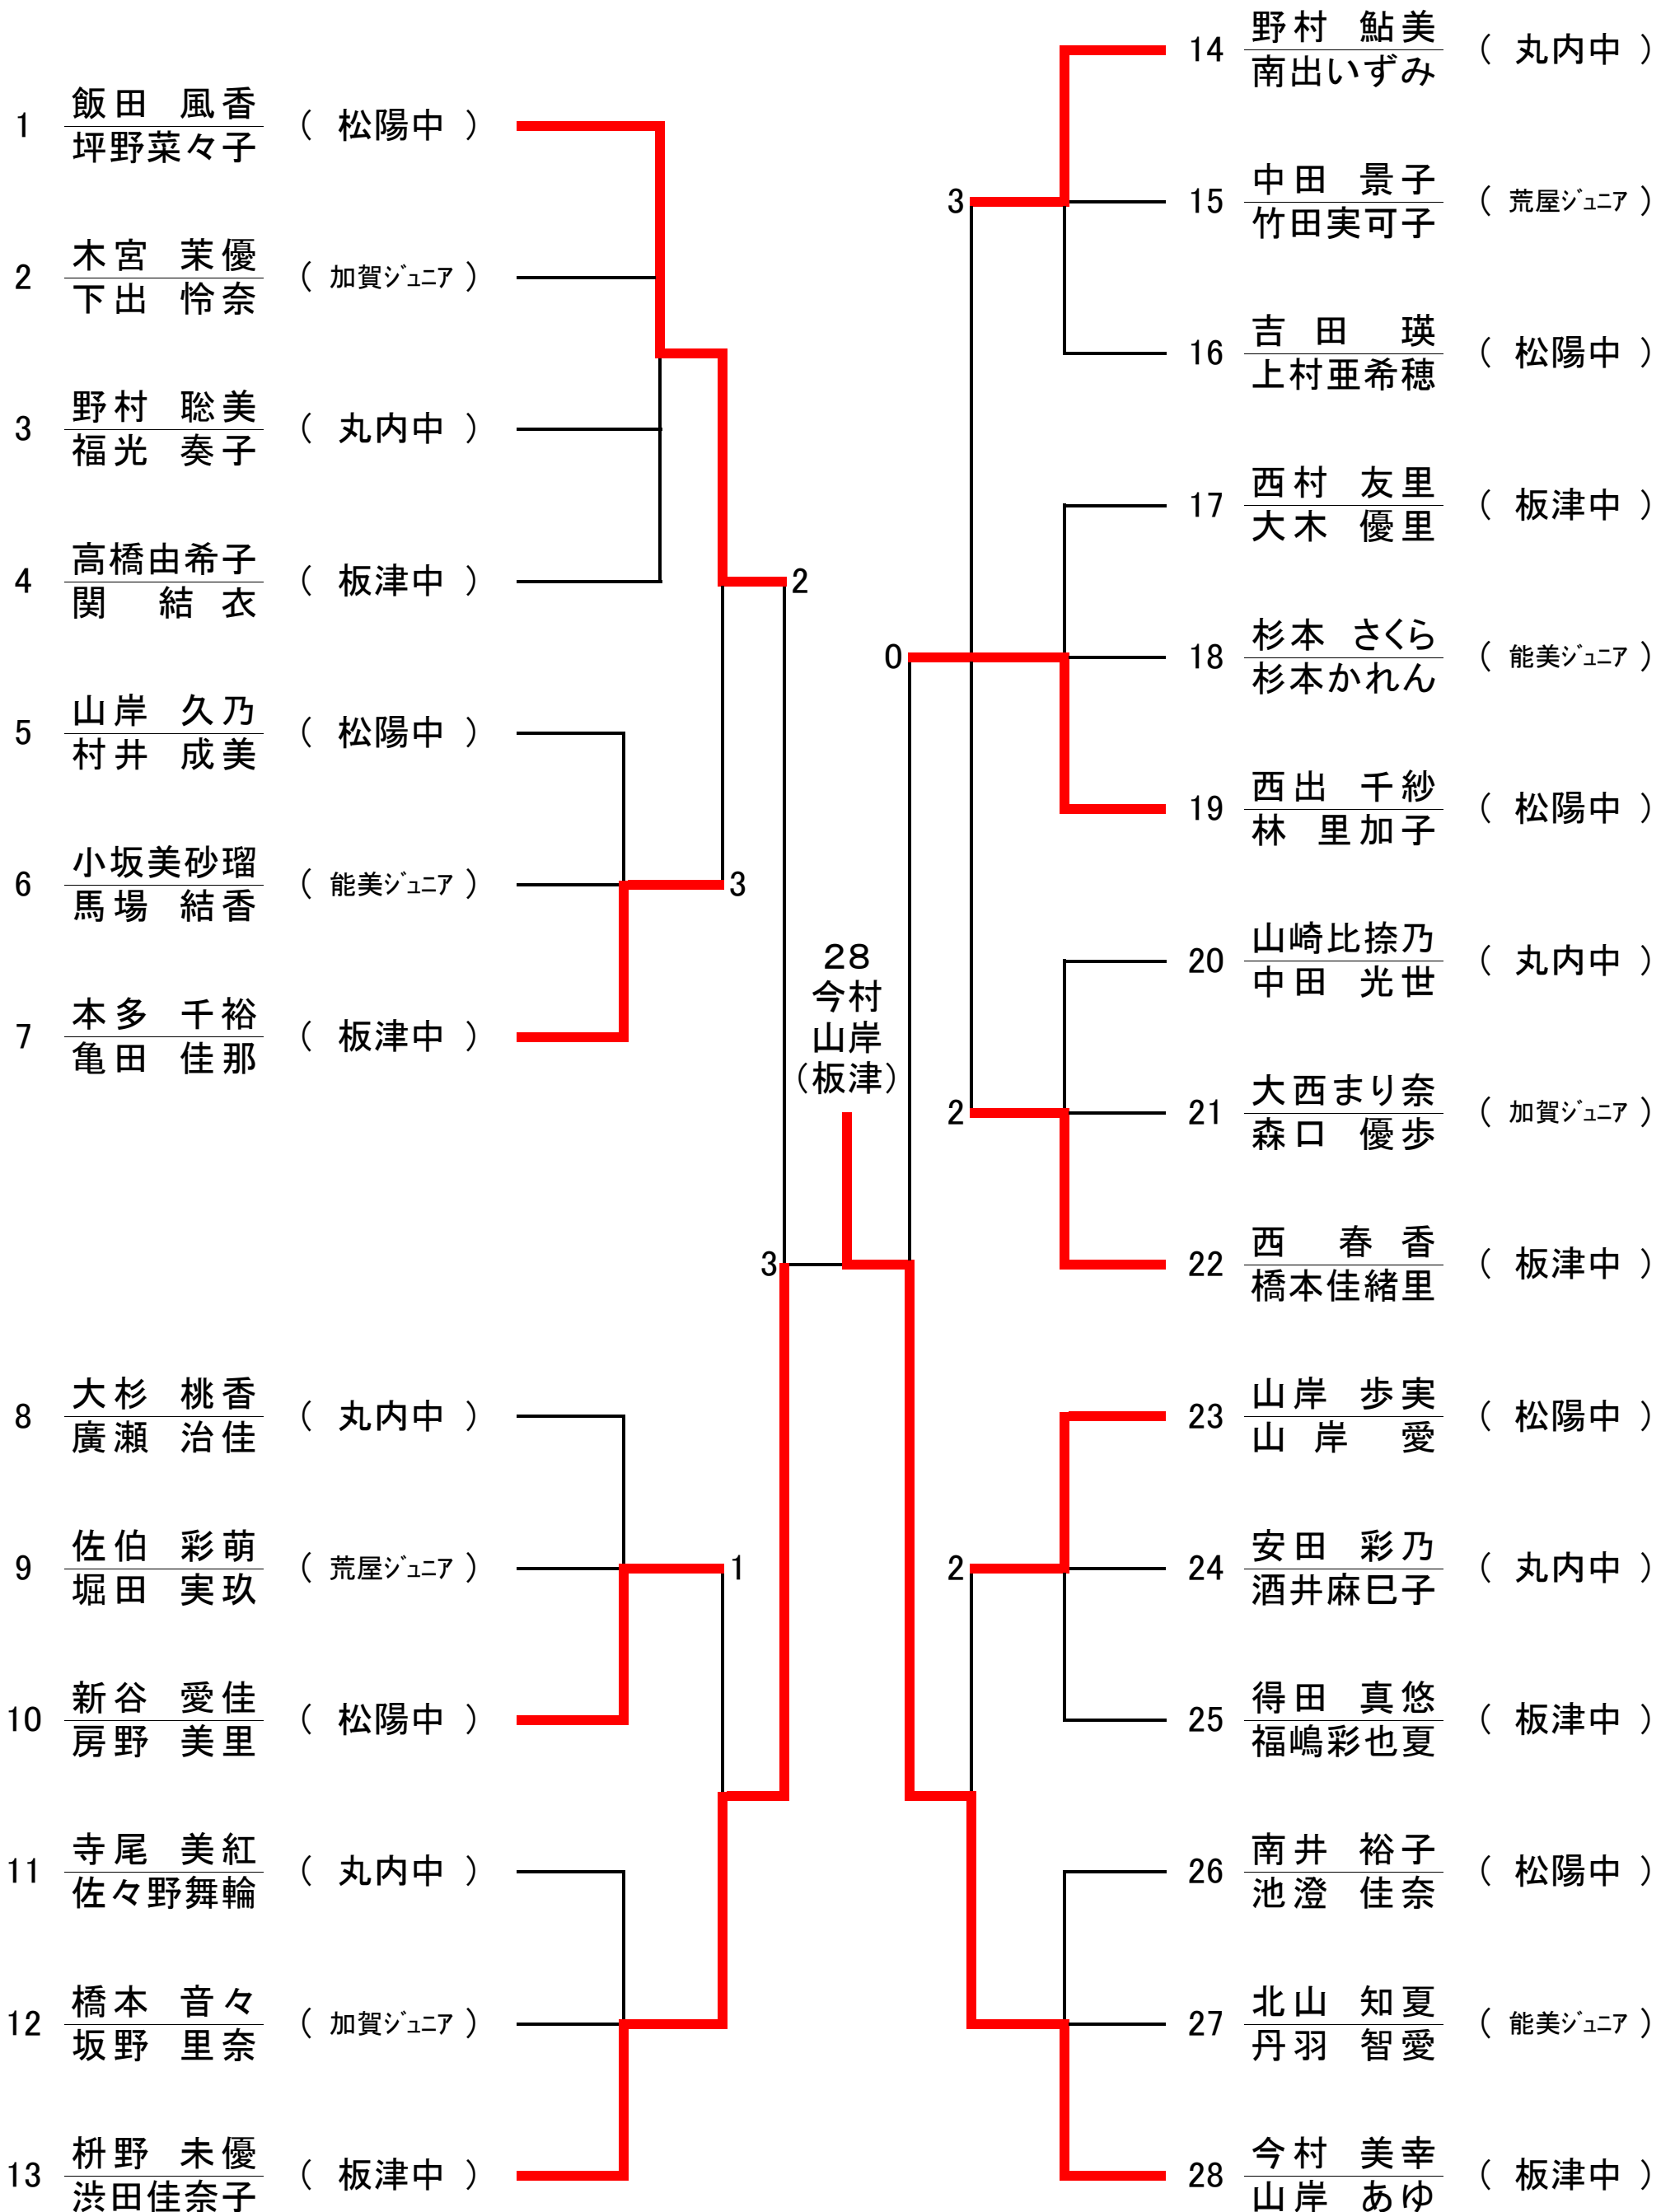 1 飯田 風香 ( 松陽中 )
坪野菜々子
2 木宮 茉優 ( 加賀ジュニア )
下出 怜奈
3 野村 聡美 ( 丸内中 )
福光 奏子
4 高橋由希子 ( 板津中 )
関 結衣
5 山岸 久乃 ( 松陽中 )
村井 成美
6 小坂美砂瑠 ( 能美ジュニア )
馬場 結香
7 本多 千裕 ( 板津中 )
亀田 佳那
8 大杉 桃香 ( 丸内中 )
廣瀬 治佳
9 佐伯 彩萌 ( 荒屋ジュニア )
堀田 実玖
10 新谷 愛佳 ( 松陽中 )
房野 美里
11 寺尾 美紅 ( 丸内中 )
佐々野舞輪
12 橋本 音々 ( 加賀ジュニア )
坂野 里奈
13 枡野 未優 ( 板津中 )
渋田佳奈子
2
3
3
1
28
今村
山岸
(板津)
3
0
2
2
14 野村 鮎美 ( 丸内中 )
南出いずみ
15 中田 景子 ( 荒屋ジュニア )
竹田実可子
16 吉田 瑛 ( 松陽中 )
上村亜希穂
17 西村 友里 ( 板津中 )
大木 優里
18 杉本 さくら ( 能美ジュニア )
杉本かれん
19 西出 千紗 ( 松陽中 )
林 里加子
20 山崎比捺乃 ( 丸内中 )
中田 光世
21 大西まり奈 ( 加賀ジュニア )
森口 優歩
22 西 春香 ( 板津中 )
橋本佳緒里
23 山岸 歩実 ( 松陽中 )
山岸 愛
24 安田 彩乃 ( 丸内中 )
酒井麻巳子
25 得田 真悠 ( 板津中 )
福嶋彩也夏
26 南井 裕子 ( 松陽中 )
池澄 佳奈
27 北山 知夏 ( 能美ジュニア )
丹羽 智愛
28 今村 美幸 ( 板津中 )
山岸 あゆ